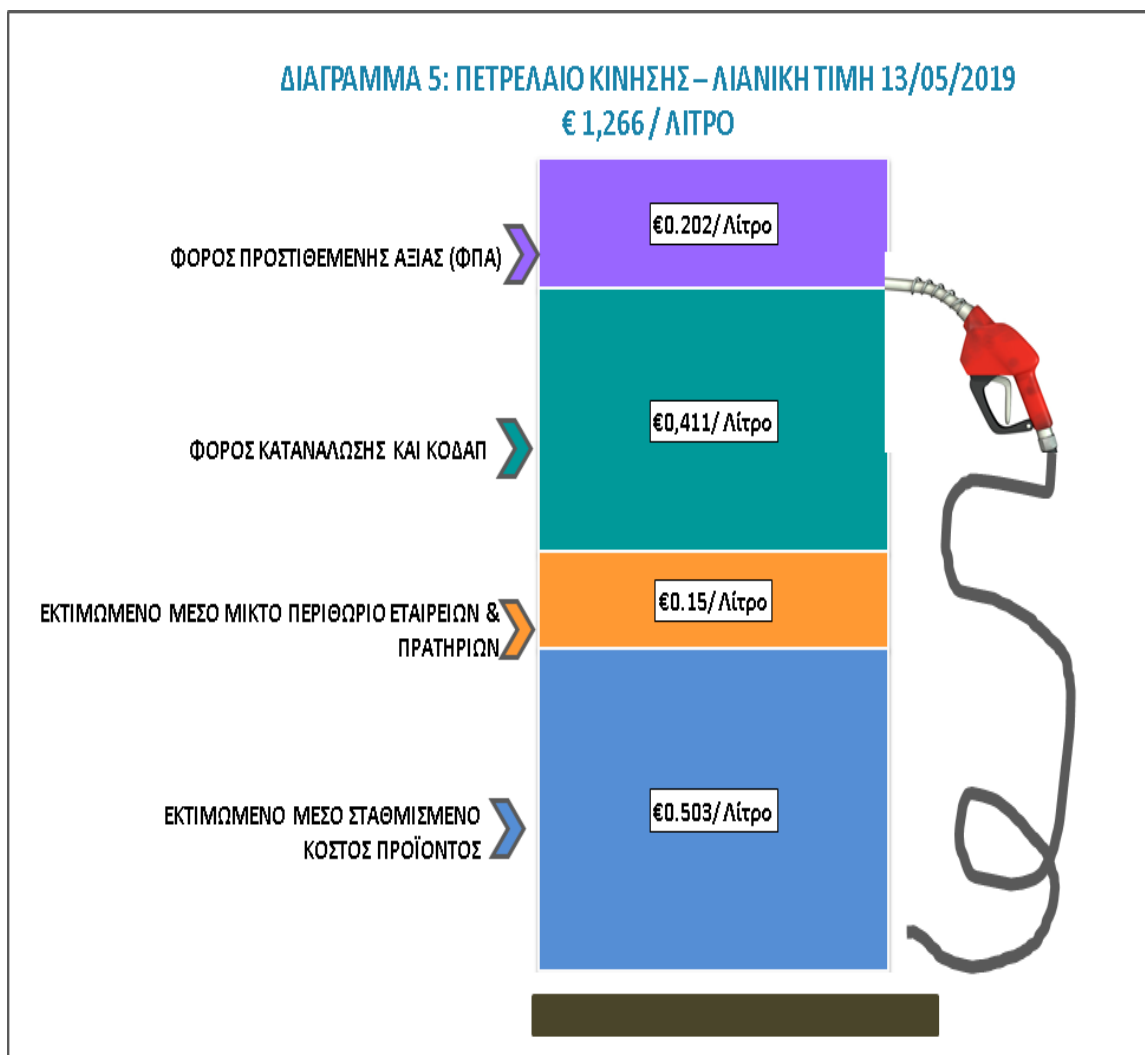 ΔΙΑΓΡΑΜΜΑ 5: ΠΕΤΡΕΛΑΙΟ ΚΙΝΗΣΗΣ – ΛΙΑΝΙΚΗ ΤΙΜΗ 13/05/2019
€ 1,266 / ΛΙΤΡΟ
€0.202/ Λίτρο
ΦΟΡΟΣ ΠΡΟΣΤΙΘΕΜΕΝΗΣ ΑΞΙΑΣ (ΦΠΑ)
€0,411/ Λίτρο
ΦΟΡΟΣ ΚΑΤΑΝΑΛΩΣΗΣ ΚΑΙ ΚΟΔΑΠ
€0.15/ Λίτρο
ΕΚΤΙΜΩΜΕΝΟ ΜΕΣΟ ΜΙΚΤΟ ΠΕΡΙΘΩΡΙΟ ΕΤΑΙΡΕΙΩΝ &
ΠΡΑΤΗΡΙΩΝ
€0.503/ Λίτρο
ΕΚΤΙΜΩΜΕΝΟ ΜΕΣΟ ΣΤΑΘΜΙΣΜΕΝΟ
ΚΟΣΤΟΣ ΠΡΟΪΟΝΤΟΣ